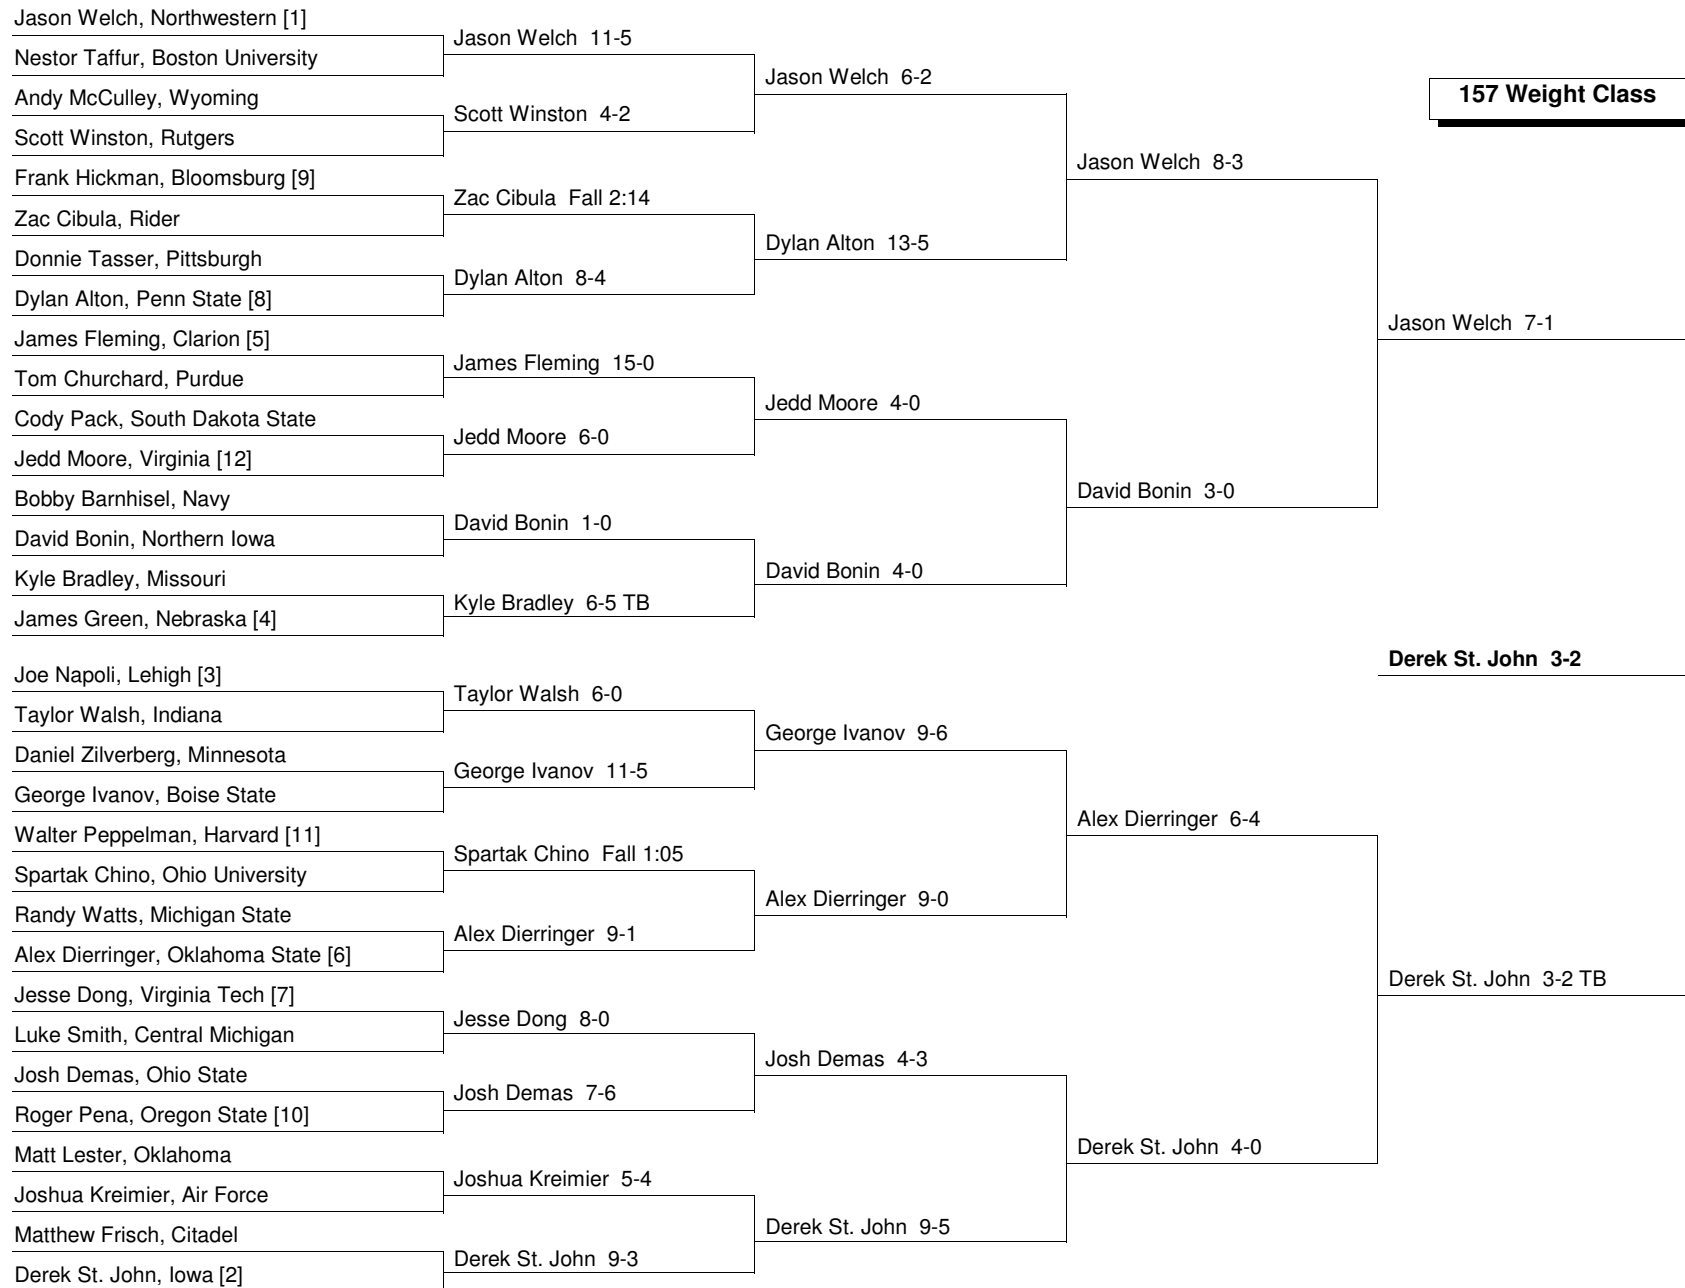 Jason Welch, Northwestern [1]
Nestor Taffur, Boston University
Andy McCulley, Wyoming
Scott Winston, Rutgers
Frank Hickman, Bloomsburg [9]
Zac Cibula, Rider
Donnie Tasser, Pittsburgh
Dylan Alton, Penn State [8]
James Fleming, Clarion [5]
Tom Churchard, Purdue
Cody Pack, South Dakota State
Jedd Moore, Virginia [12]
Bobby Barnhisel, Navy
David Bonin, Northern Iowa
Kyle Bradley, Missouri
James Green, Nebraska [4]
Joe Napoli, Lehigh [3]
Taylor Walsh, Indiana
Daniel Zilverberg, Minnesota
George Ivanov, Boise State
Walter Peppelman, Harvard [11]
Spartak Chino, Ohio University
Randy Watts, Michigan State
Alex Dierringer, Oklahoma State [6]
Jesse Dong, Virginia Tech [7]
Luke Smith, Central Michigan
Josh Demas, Ohio State
Roger Pena, Oregon State [10]
Matt Lester, Oklahoma
Joshua Kreimier, Air Force
Matthew Frisch, Citadel
Derek St. John, Iowa [2]
Jason Welch 11-5
Scott Winston 4-2
Zac Cibula Fall 2:14
Dylan Alton 8-4
James Fleming 15-0
Jedd Moore 6-0
David Bonin 1-0
Kyle Bradley 6-5 TB
Taylor Walsh 6-0
George Ivanov 11-5
Spartak Chino Fall 1:05
Alex Dierringer 9-1
Jesse Dong 8-0
Josh Demas 7-6
Joshua Kreimier 5-4
Derek St. John 9-3
Jason Welch 6-2
Dylan Alton 13-5
Jedd Moore 4-0
David Bonin 4-0
George Ivanov 9-6
Alex Dierringer 9-0
Josh Demas 4-3
Derek St. John 9-5
Jason Welch 8-3
David Bonin 3-0
Alex Dierringer 6-4
Derek St. John 4-0
157 Weight Class
Jason Welch 7-1
Derek St. John 3-2
Derek St. John 3-2 TB